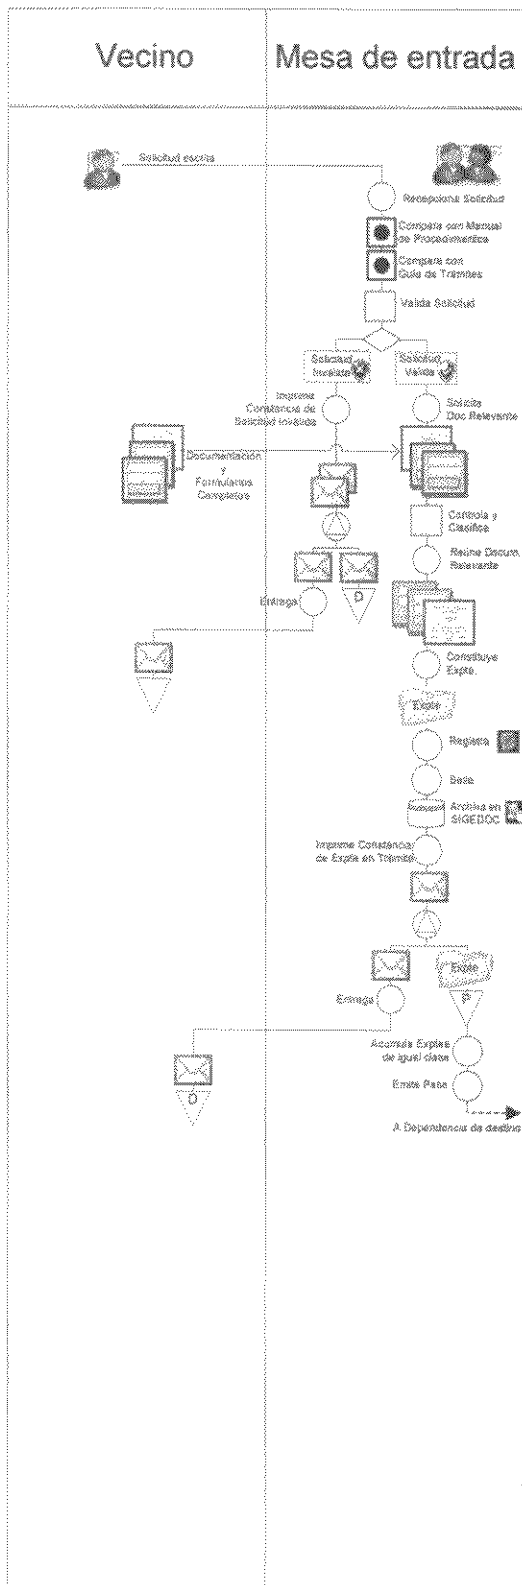 Vecino
Mesa de entrada
Solicitud escrita
Recepciona Solicitud
Compara con Manual
de Procedimientos
Compara con
Guía de Trámites
Valida Solicitud
Solicitud
Inválida
Solicitud
Válida
Imprime
Constancia de
Solicitud Inválida
Solicita
Doc Relevante
Documentación
y
Formularios
Completos
Controla y
Clasifica
Reúne Docum.
Relevante
Entrega
D
Constituye
Expte.
Expte
Registra
Archiva en
SIGEDOC
Imprime Constancia
de Expte en Trámite
Expte
P
Entrega
Acumula Exptes
de igual clase
Emite Pase
D
A Dependencia de destino